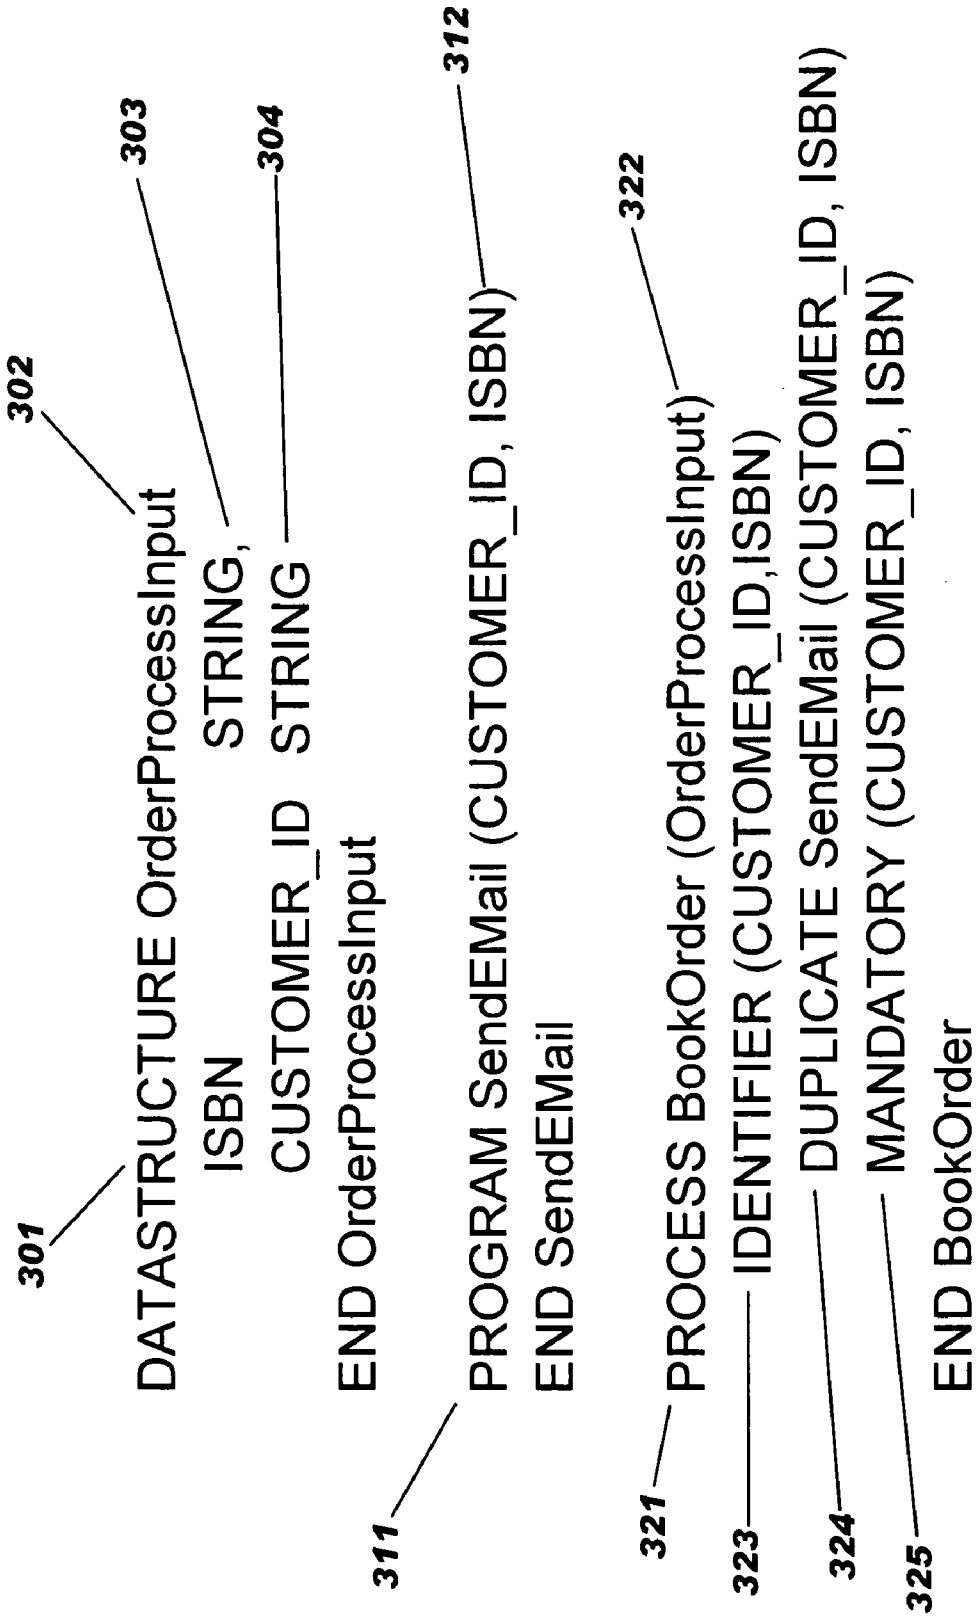 301
302
303
304
DATASTRUCTURE OrderProcessInput
ISBN STRING,
CUSTOMER_ID STRING
END OrderProcessInput
311
312
PROGRAM SendEMail (CUSTOMER_ID, ISBN)
END SendEMail
321
322
PROCESS BookOrder (OrderProcessInput)
323 IDENTIFIER (CUSTOMER_ID,ISBN)
324 DUPLICATE SendEMail (CUSTOMER_ID, ISBN)
325 MANDATORY (CUSTOMER_ID, ISBN)
END BookOrder